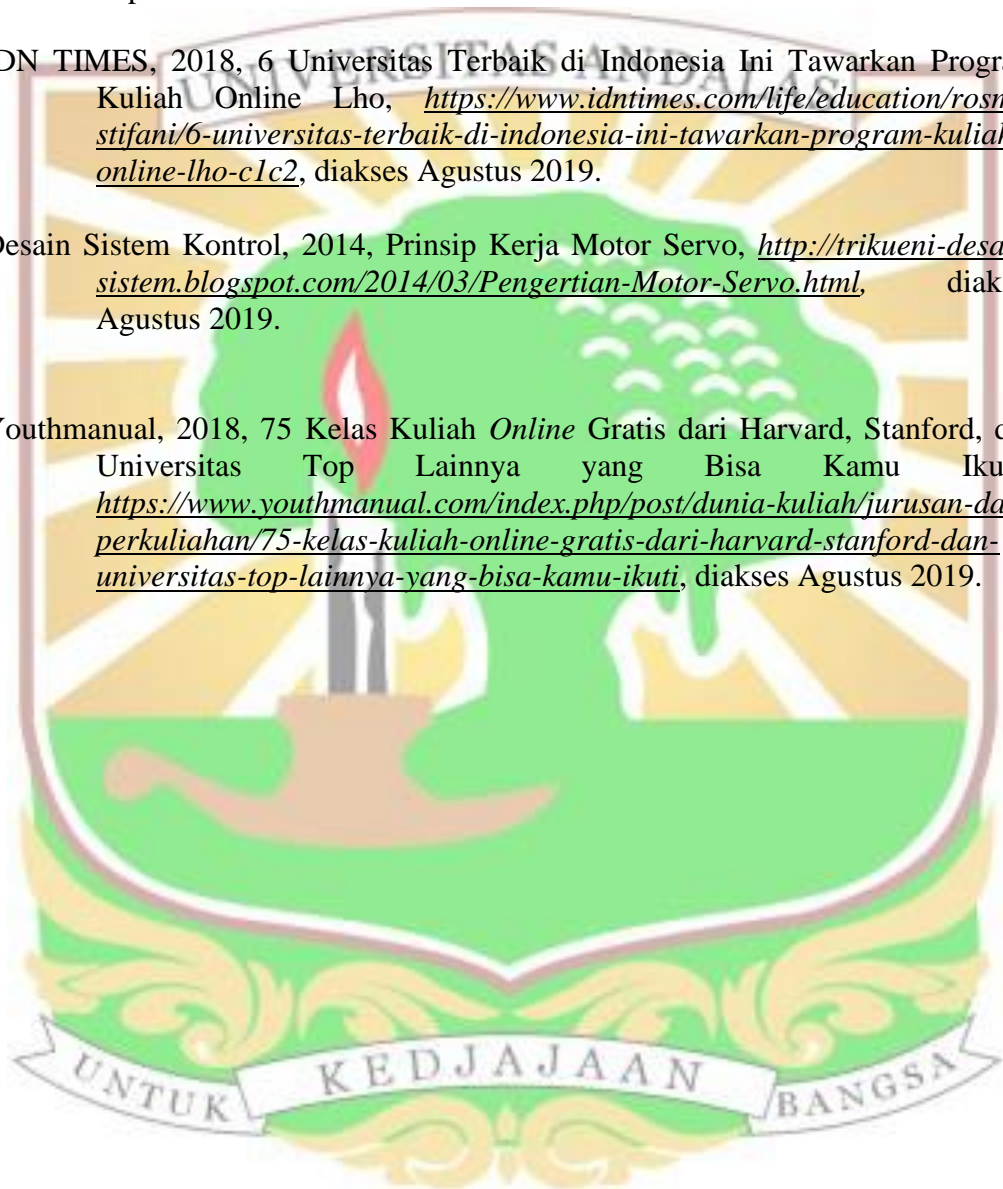 UNIVERSITAS ANDALAS
DN TIMES, 2018, 6 Universitas Terbaik di Indonesia Ini Tawarkan Progra
Kuliah Online Lho, https://www.idntimes.com/life/education/rosm
stifani/6-universitas-terbaik-di-indonesia-ini-tawarkan-program-kuliah
online-lho-c1c2, diakses Agustus 2019.
Desain Sistem Kontrol, 2014, Prinsip Kerja Motor Servo, http://trikueni-desa
sistem.blogspot.com/2014/03/Pengertian-Motor-Servo.html, diak
Agustus 2019.
Youthmanual, 2018, 75 Kelas Kuliah Online Gratis dari Harvard, Stanford, d
Universitas Top Lainnya yang Bisa Kamu Iku
https://www.youthmanual.com/index.php/post/dunia-kuliah/jurusan-da
perkuliahan/75-kelas-kuliah-online-gratis-dari-harvard-stanford-dan-
universitas-top-lainnya-yang-bisa-kamu-ikuti, diakses Agustus 2019.
UNTUK KEDJAJAAN BANGSA